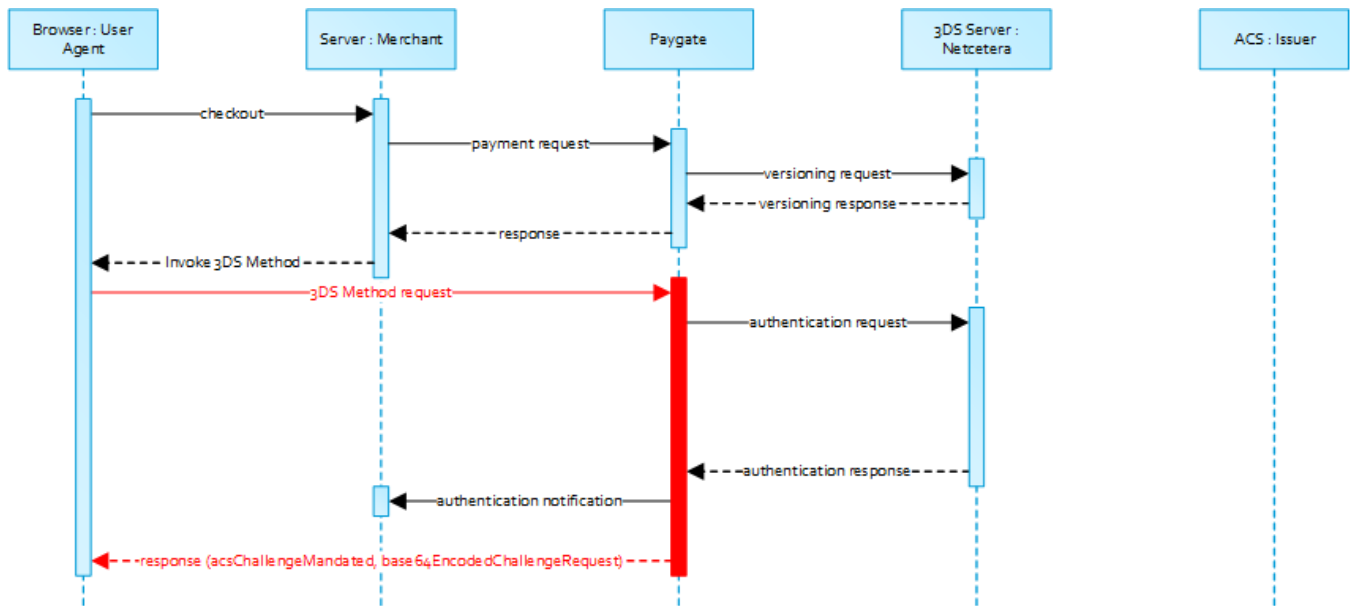 Browser : User
Agent
Server : Merchant
Paygate
3DS Server :
Netcetera
ACS : Issuer
checkout
payment request
versioning request
versioning response
response
Invoke 3DS Method
3DS Method request
authentication request
authentication response
authentication notification
response (acsChallengeMandated, base64EncodedChallengeRequest)